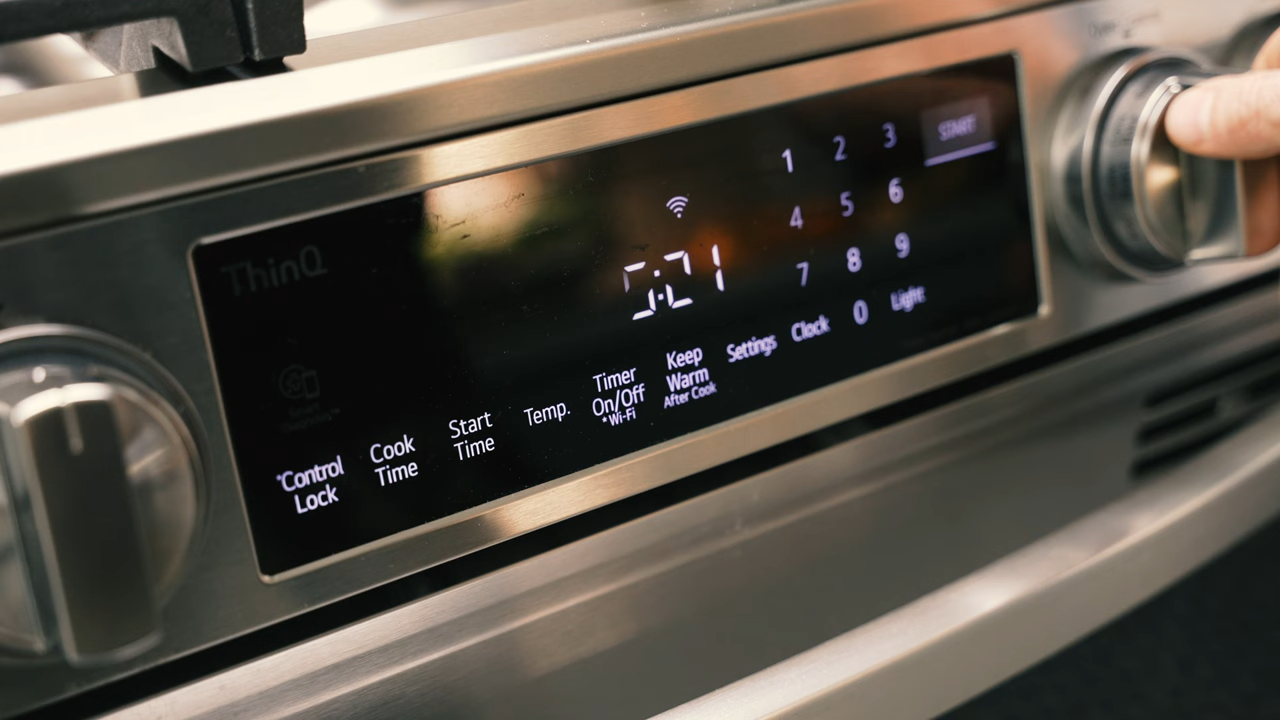 ThinQ
5:21
1 2 3 START
4 5 6
7 8 9
*Control
Lock
Cook
Time
Start
Time
Temp.
Timer
On/Off
*Wi-Fi
Keep
Warm
After Cook
Settings
Clock
0
Light